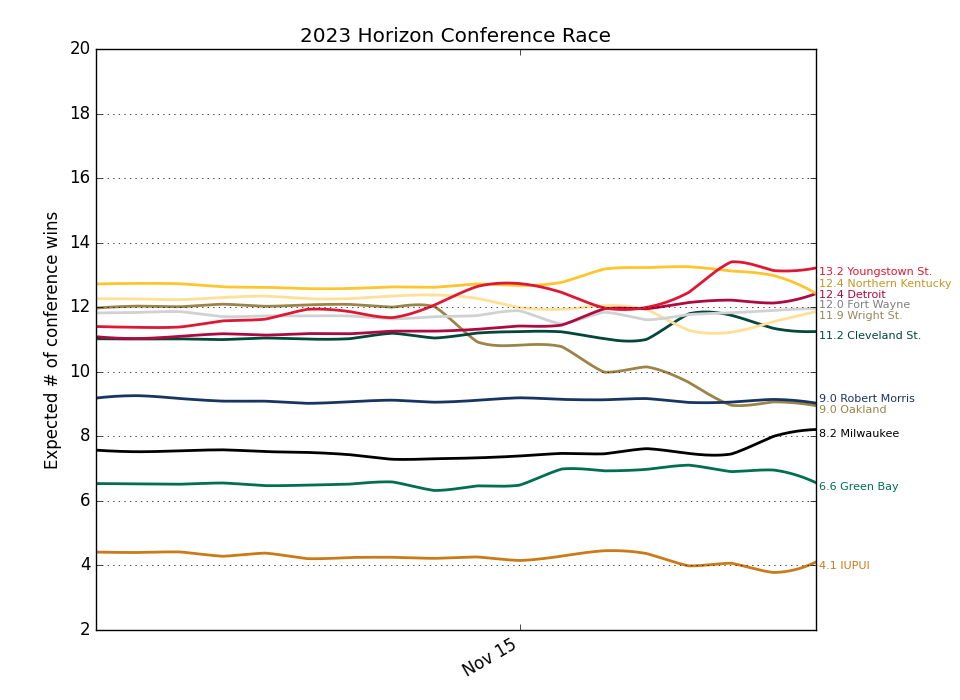 2023 Horizon Conference Race
Expected # of conference wins
20
18
16
14
12
10
8
6
4
2
Nov 15
13.2 Youngstown St.
12.4 Northern Kentucky
12.4 Detroit
12.0 Fort Wayne
11.9 Wright St.
11.2 Cleveland St.
9.0 Robert Morris
9.0 Oakland
8.2 Milwaukee
6.6 Green Bay
4.1 IUPUI